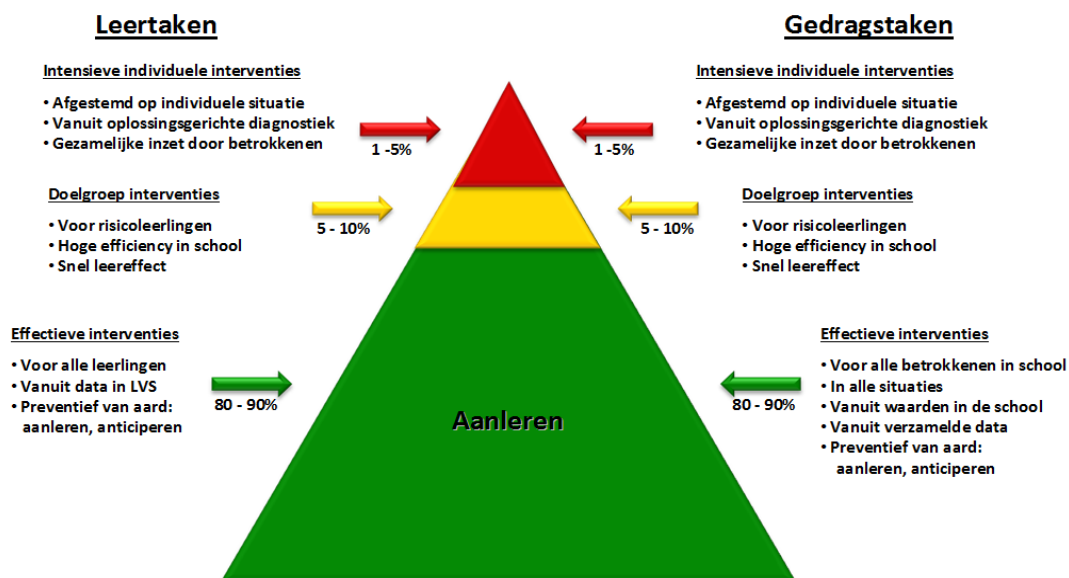 Leertaken
Intensieve individuele interventies
• Afgestemd op individuele situatie
• Vanuit oplossingsgerichte diagnostiek
• Gezamelijke inzet door betrokkenen
1 -5%
Doelgroep interventies
• Voor risicoleerlingen
• Hoge efficiency in school
• Snel leereffect
5 - 10%
Effectieve interventies
• Voor alle leerlingen
• Vanuit data in LVS
• Preventief van aard:
aanleren, anticiperen
80 - 90%
Aanleren
Gedragstaken
Intensieve individuele interventies
• Afgestemd op individuele situatie
• Vanuit oplossingsgerichte diagnostiek
• Gezamelijke inzet door betrokkenen
1 -5%
Doelgroep interventies
• Voor risicoleerlingen
• Hoge efficiency in school
• Snel leereffect
5 - 10%
Effectieve interventies
• Voor alle betrokkenen in school
• In alle situaties
• Vanuit waarden in de school
• Vanuit verzamelde data
• Preventief van aard:
aanleren, anticiperen
80 - 90%